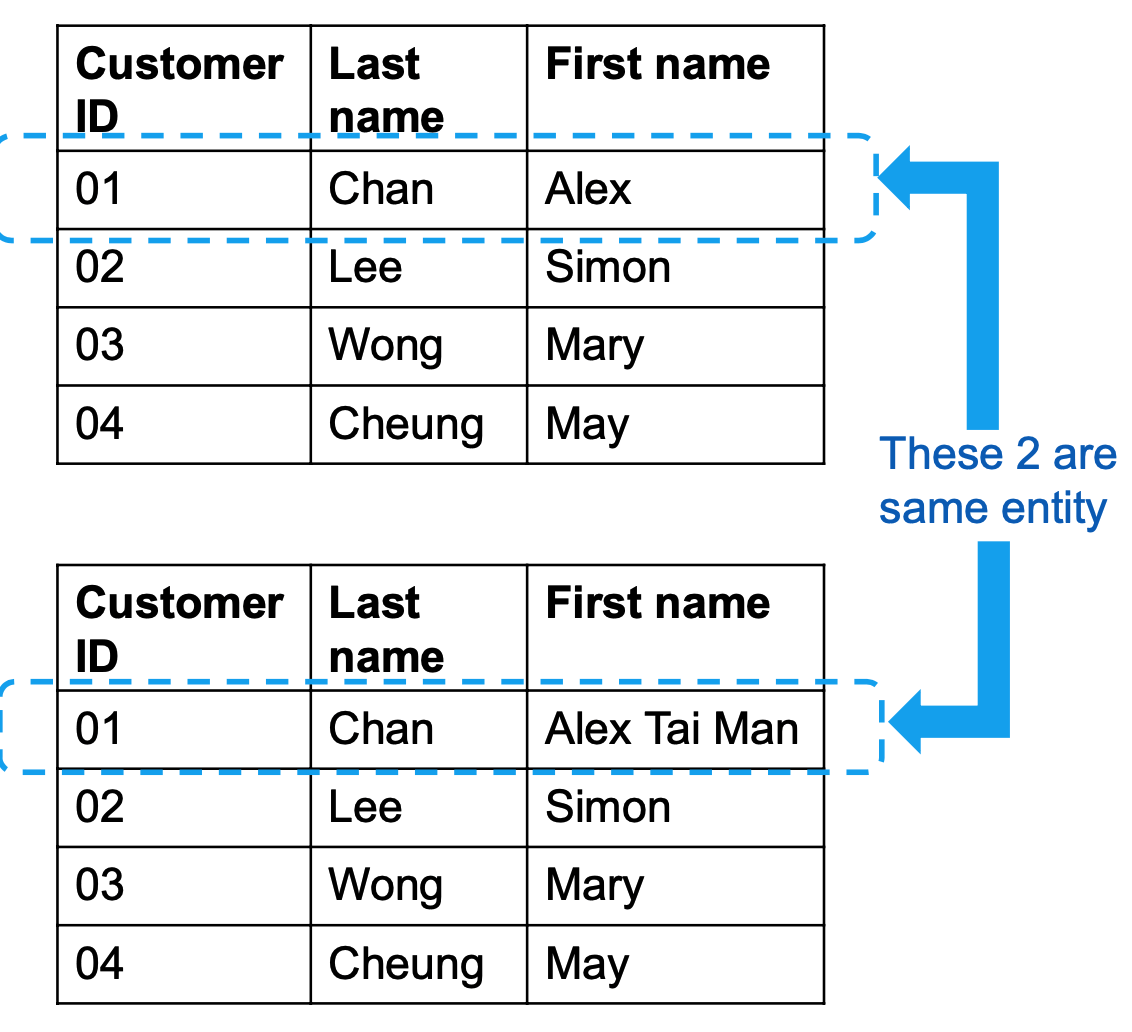 Customer Last First name
ID name
01 Chan Alex
02 Lee Simon
03 Wong Mary
04 Cheung May
These 2 are
same entity
Customer Last First name
ID name
01 Chan Alex Tai Man
02 Lee Simon
03 Wong Mary
04 Cheung May